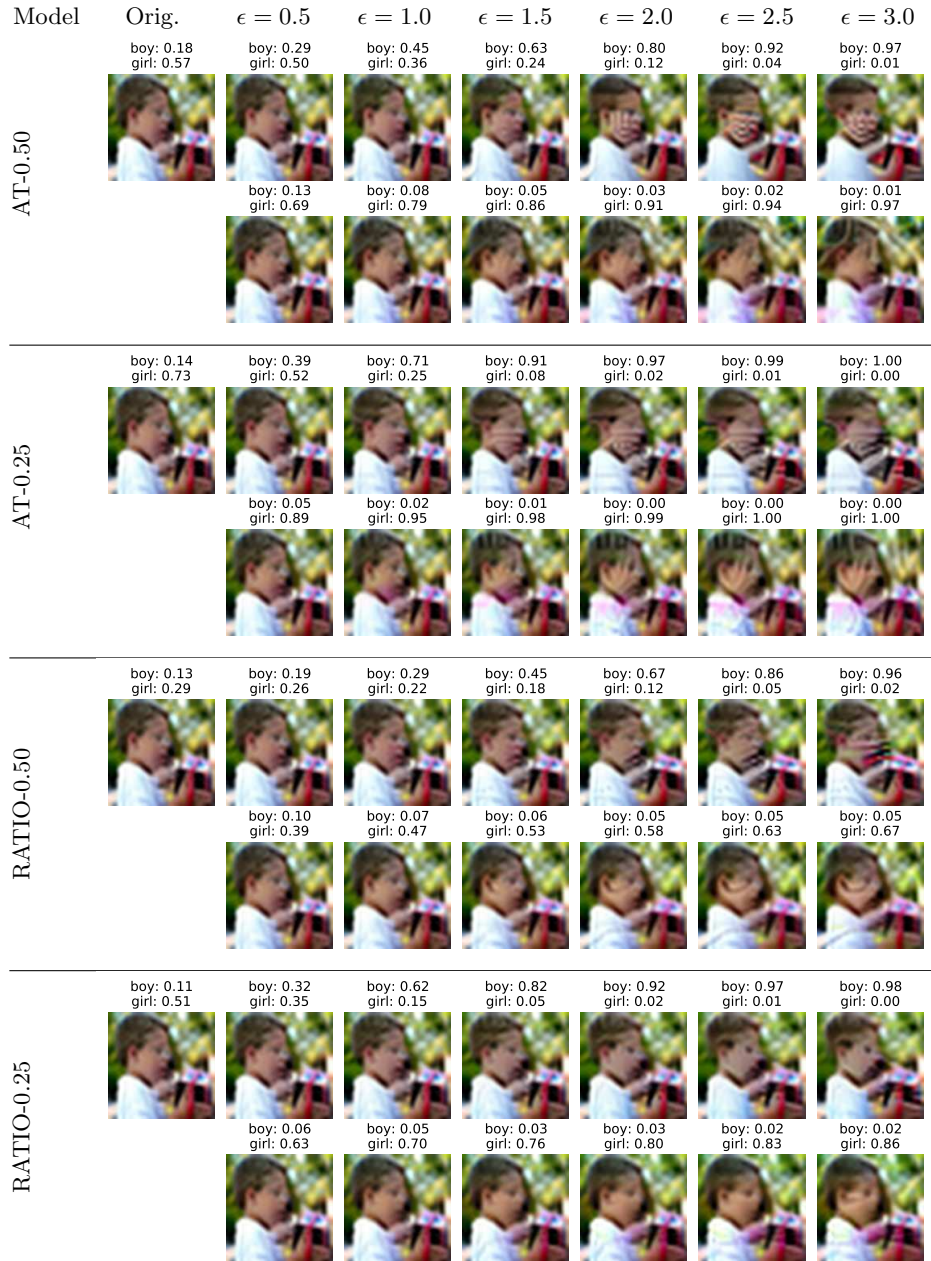 Model Orig. ϵ = 0.5 ϵ = 1.0 ϵ = 1.5 ϵ = 2.0 ϵ = 2.5 ϵ = 3.0
AT-0.50
boy: 0.18 boy: 0.29 boy: 0.45 boy: 0.63 boy: 0.80 boy: 0.92 boy: 0.97
girl: 0.57 girl: 0.50 girl: 0.36 girl: 0.24 girl: 0.12 girl: 0.04 girl: 0.01
boy: 0.13 boy: 0.08 boy: 0.05 boy: 0.03 boy: 0.02 boy: 0.01
girl: 0.69 girl: 0.79 girl: 0.86 girl: 0.91 girl: 0.94 girl: 0.97
AT-0.25
boy: 0.14 boy: 0.39 boy: 0.71 boy: 0.91 boy: 0.97 boy: 0.99 boy: 1.00
girl: 0.73 girl: 0.52 girl: 0.25 girl: 0.08 girl: 0.02 girl: 0.01 girl: 0.00
boy: 0.05 boy: 0.02 boy: 0.01 boy: 0.00 boy: 0.00 boy: 0.00
girl: 0.89 girl: 0.95 girl: 0.98 girl: 0.99 girl: 1.00 girl: 1.00
RATIO-0.50
boy: 0.13 boy: 0.19 boy: 0.29 boy: 0.45 boy: 0.67 boy: 0.86 boy: 0.96
girl: 0.29 girl: 0.26 girl: 0.22 girl: 0.18 girl: 0.12 girl: 0.05 girl: 0.02
boy: 0.10 boy: 0.07 boy: 0.06 boy: 0.05 boy: 0.05 boy: 0.05
girl: 0.39 girl: 0.47 girl: 0.53 girl: 0.58 girl: 0.63 girl: 0.67
RATIO-0.25
boy: 0.11 boy: 0.32 boy: 0.62 boy: 0.82 boy: 0.92 boy: 0.97 boy: 0.98
girl: 0.51 girl: 0.35 girl: 0.15 girl: 0.05 girl: 0.02 girl: 0.01 girl: 0.00
boy: 0.06 boy: 0.05 boy: 0.03 boy: 0.03 boy: 0.02 boy: 0.02
girl: 0.63 girl: 0.70 girl: 0.76 girl: 0.80 girl: 0.83 girl: 0.86